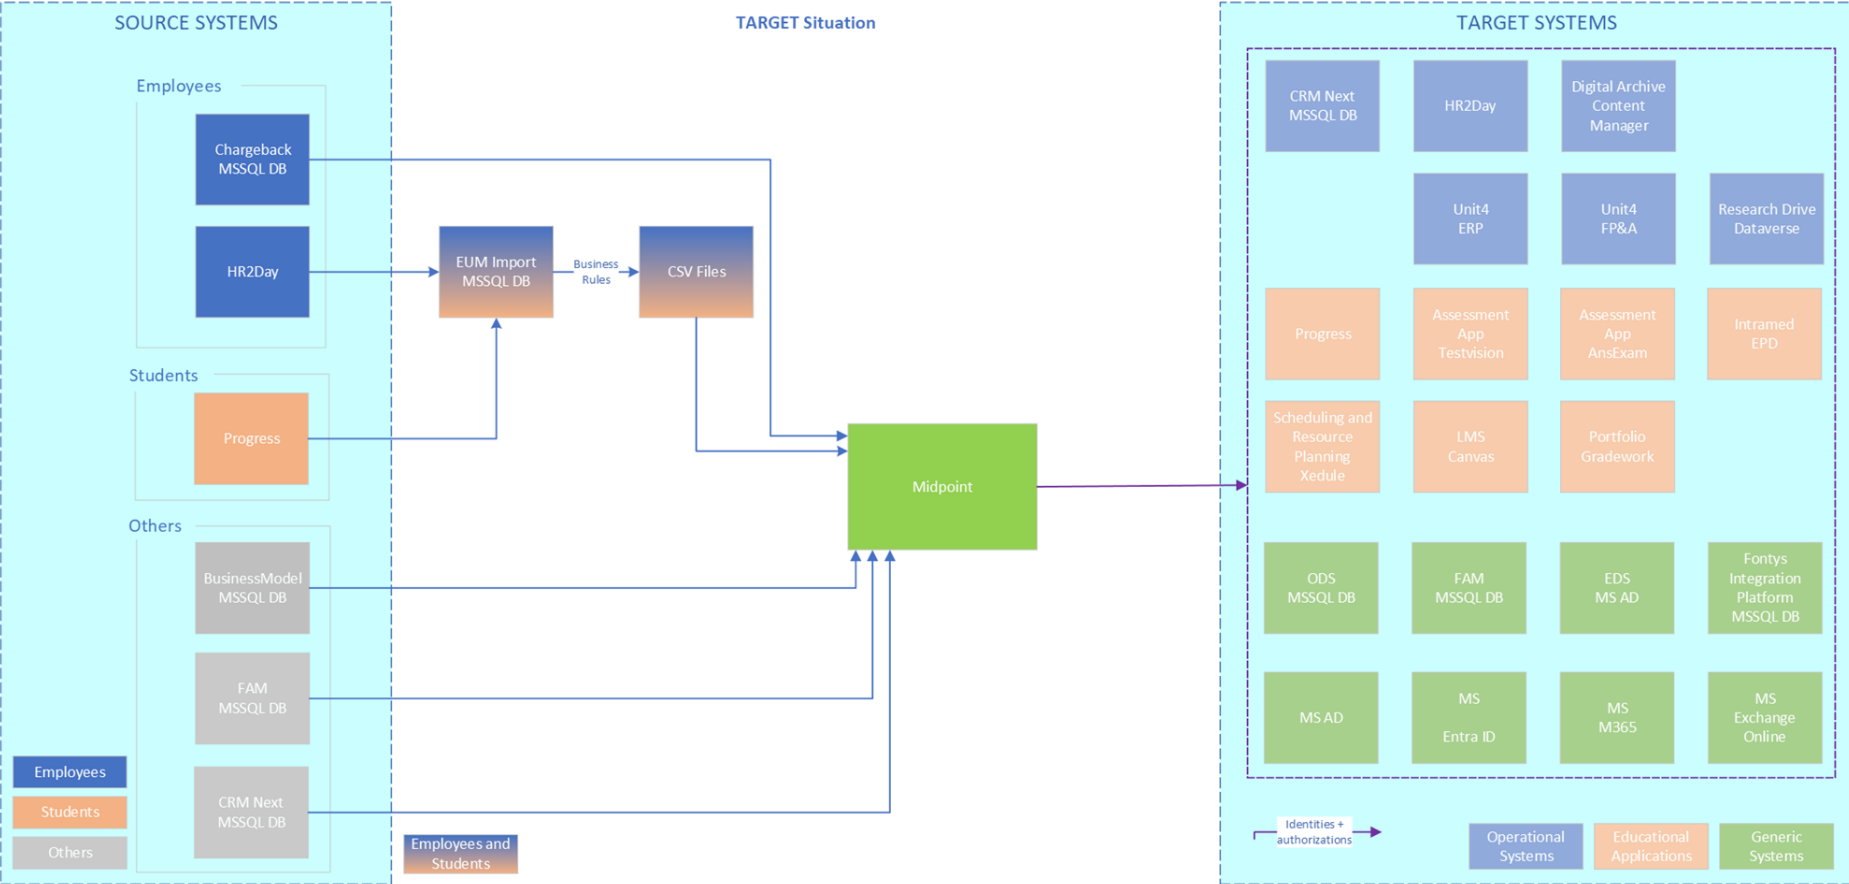 SOURCE SYSTEMS
TARGET Situation
TARGET SYSTEMS
Employees
Chargeback
MSSQL DB
HR2Day
Students
Progress
Others
BusinessModel
MSSQL DB
FAM
MSSQL DB
CRM Next
MSSQL DB
Employees
Students
Others
EUM Import
MSSQL DB
Business
Rules
CSV Files
Midpoint
Employees and
Students
CRM Next
MSSQL DB
HR2Day
Digital Archive
Content
Manager
Unit4
ERP
Unit4
FP&A
Research Drive
Dataverse
Progress
Assessment
App
Testvision
Assessment
App
AnsExam
Intramed
EPD
Scheduling and
Resource
Planning
Xedule
LMS
Canvas
Portfolio
Gradework
ODS
MSSQL DB
FAM
MSSQL DB
EDS
MS AD
Fontys
Integration
Platform
MSSQL DB
MS AD
MS
Entra ID
MS
M365
MS
Exchange
Online
Identities +
authorizations
Operational
Systems
Educational
Applications
Generic
Systems